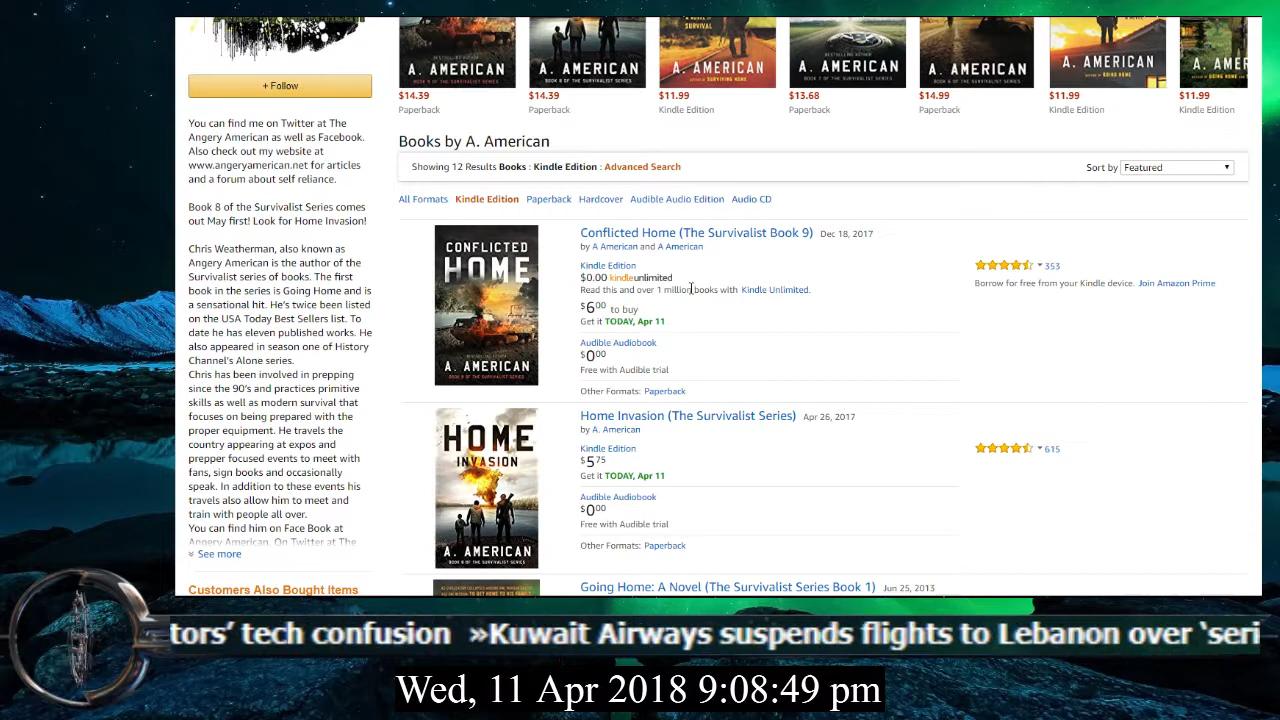 A. AMERICAN
A. AMERICAN
A. AMERICAN
A. AMERICAN
A. AMERICAN
A. AMERICAN
A. AMERICAN
$14.39
$14.39
$11.99
$13.68
$14.99
$11.99
$11.99
Paperback
Paperback
Kindle Edition
Paperback
Paperback
Kindle Edition
Kindle Edition
+ Follow
You can find me on Twitter at The
Angery American as well as Facebook.
Also check out my website at
www.angeryamerican.net for articles
and a forum about self reliance.
Book 8 of the Survivalist Series comes
out May first! Look for Home Invasion!
Chris Weatherman, also known as
Angery American is the author of the
Survivalist series of books. The first
book in the series is Going Home and is
a sensational hit. He's twice been listed
on the USA Today Best Sellers list. To
date he has eleven published works. He
also appeared in season one of History
Channel's Alone series.
Chris has been involved in prepping
since the 90's and practices primitive
skills as well as modern survival that
focuses on being prepared with the
proper equipment. He travels the
country appearing at expos and
prepper focused events to meet with
fans, sign books and occasionally
speak. In addition to these events his
travels also allow him to meet and
train with people all over.
You can find him on Face Book at
Angery American. On Twitter at The
See more
Customers Also Bought Items
Books by A. American
Showing 12 Results Books : Kindle Edition : Advanced Search
Sort by Featured
All Formats Kindle Edition Paperback Hardcover Audible Audio Edition Audio CD
CONFLICTED
HOME
A. AMERICAN
Conflicted Home (The Survivalist Book 9) Dec 18, 2017
by A American and A American
Kindle Edition
$0.00 kindleunlimited
Read this and over 1 million books with Kindle Unlimited.
$6 00 to buy
Get it TODAY, Apr 11
Audible Audiobook
$0 00
Free with Audible trial
Other Formats: Paperback
353
Borrow for free from your Kindle device. Join Amazon Prime
HOME
INVASION
A. AMERICAN
Home Invasion (The Survivalist Series) Apr 26, 2017
by A. American
Kindle Edition
$5 75
Get it TODAY, Apr 11
Audible Audiobook
$0 00
Free with Audible trial
Other Formats: Paperback
615
Going Home: A Novel (The Survivalist Series Book 1) Jun 25, 2013
tors' tech confusion »Kuwait Airways suspends flights to Lebanon over 'seri
Wed, 11 Apr 2018 9:08:49 pm